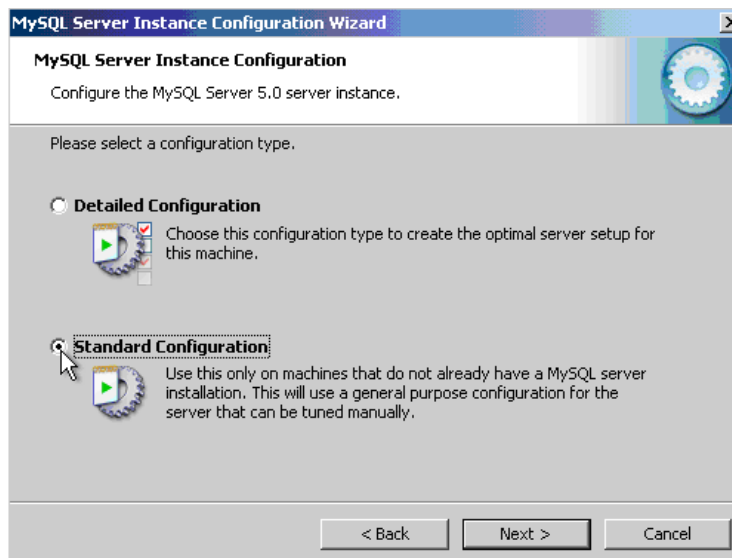 MySQL Server Instance Configuration Wizard
MySQL Server Instance Configuration
Configure the MySQL Server 5.0 server instance.
Please select a configuration type.
Detailed Configuration
Choose this configuration type to create the optimal server setup for
this machine.
Standard Configuration
Use this only on machines that do not already have a MySQL server
installation. This will use a general purpose configuration for the
server that can be tuned manually.
< Back Next > Cancel